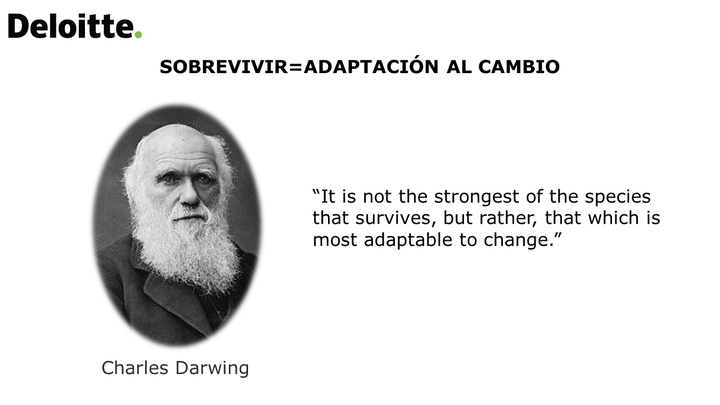 Deloitte.
SOBREVIVIR=ADAPTACIÓN AL CAMBIO
“It is not the strongest of the species
that survives, but rather, that which is
most adaptable to change.”
Charles Darwing